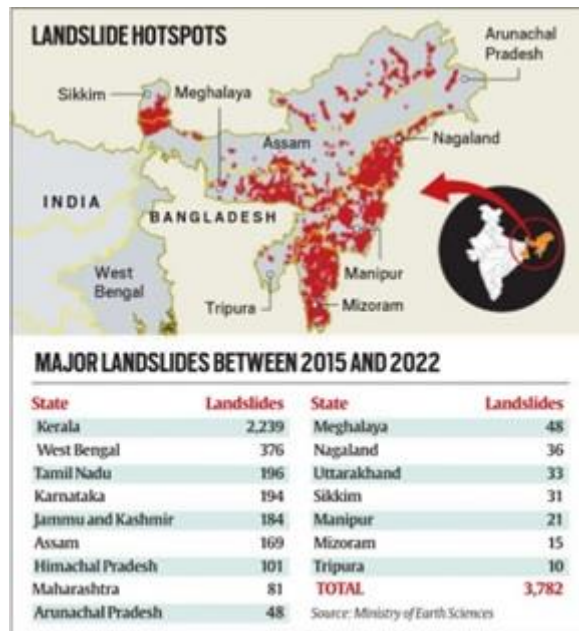 LANDSLIDE HOTSPOTS
Arunachal
Pradesh
Sikkim
Meghalaya
Assam
Nagaland
INDIA
BANGLADESH
West
Bengal
Manipur
Tripura
Mizoram
MAJOR LANDSLIDES BETWEEN 2015 AND 2022
State Landslides
Kerala 2,239
West Bengal 376
Tamil Nadu 196
Karnataka 194
Jammu and Kashmir 184
Assam 169
Himachal Pradesh 101
Maharashtra 81
Arunachal Pradesh 48
State Landslides
Meghalaya 48
Nagaland 36
Uttarakhand 33
Sikkim 31
Manipur 21
Mizoram 15
Tripura 10
TOTAL 3,782
Source: Ministry of Earth Sciences